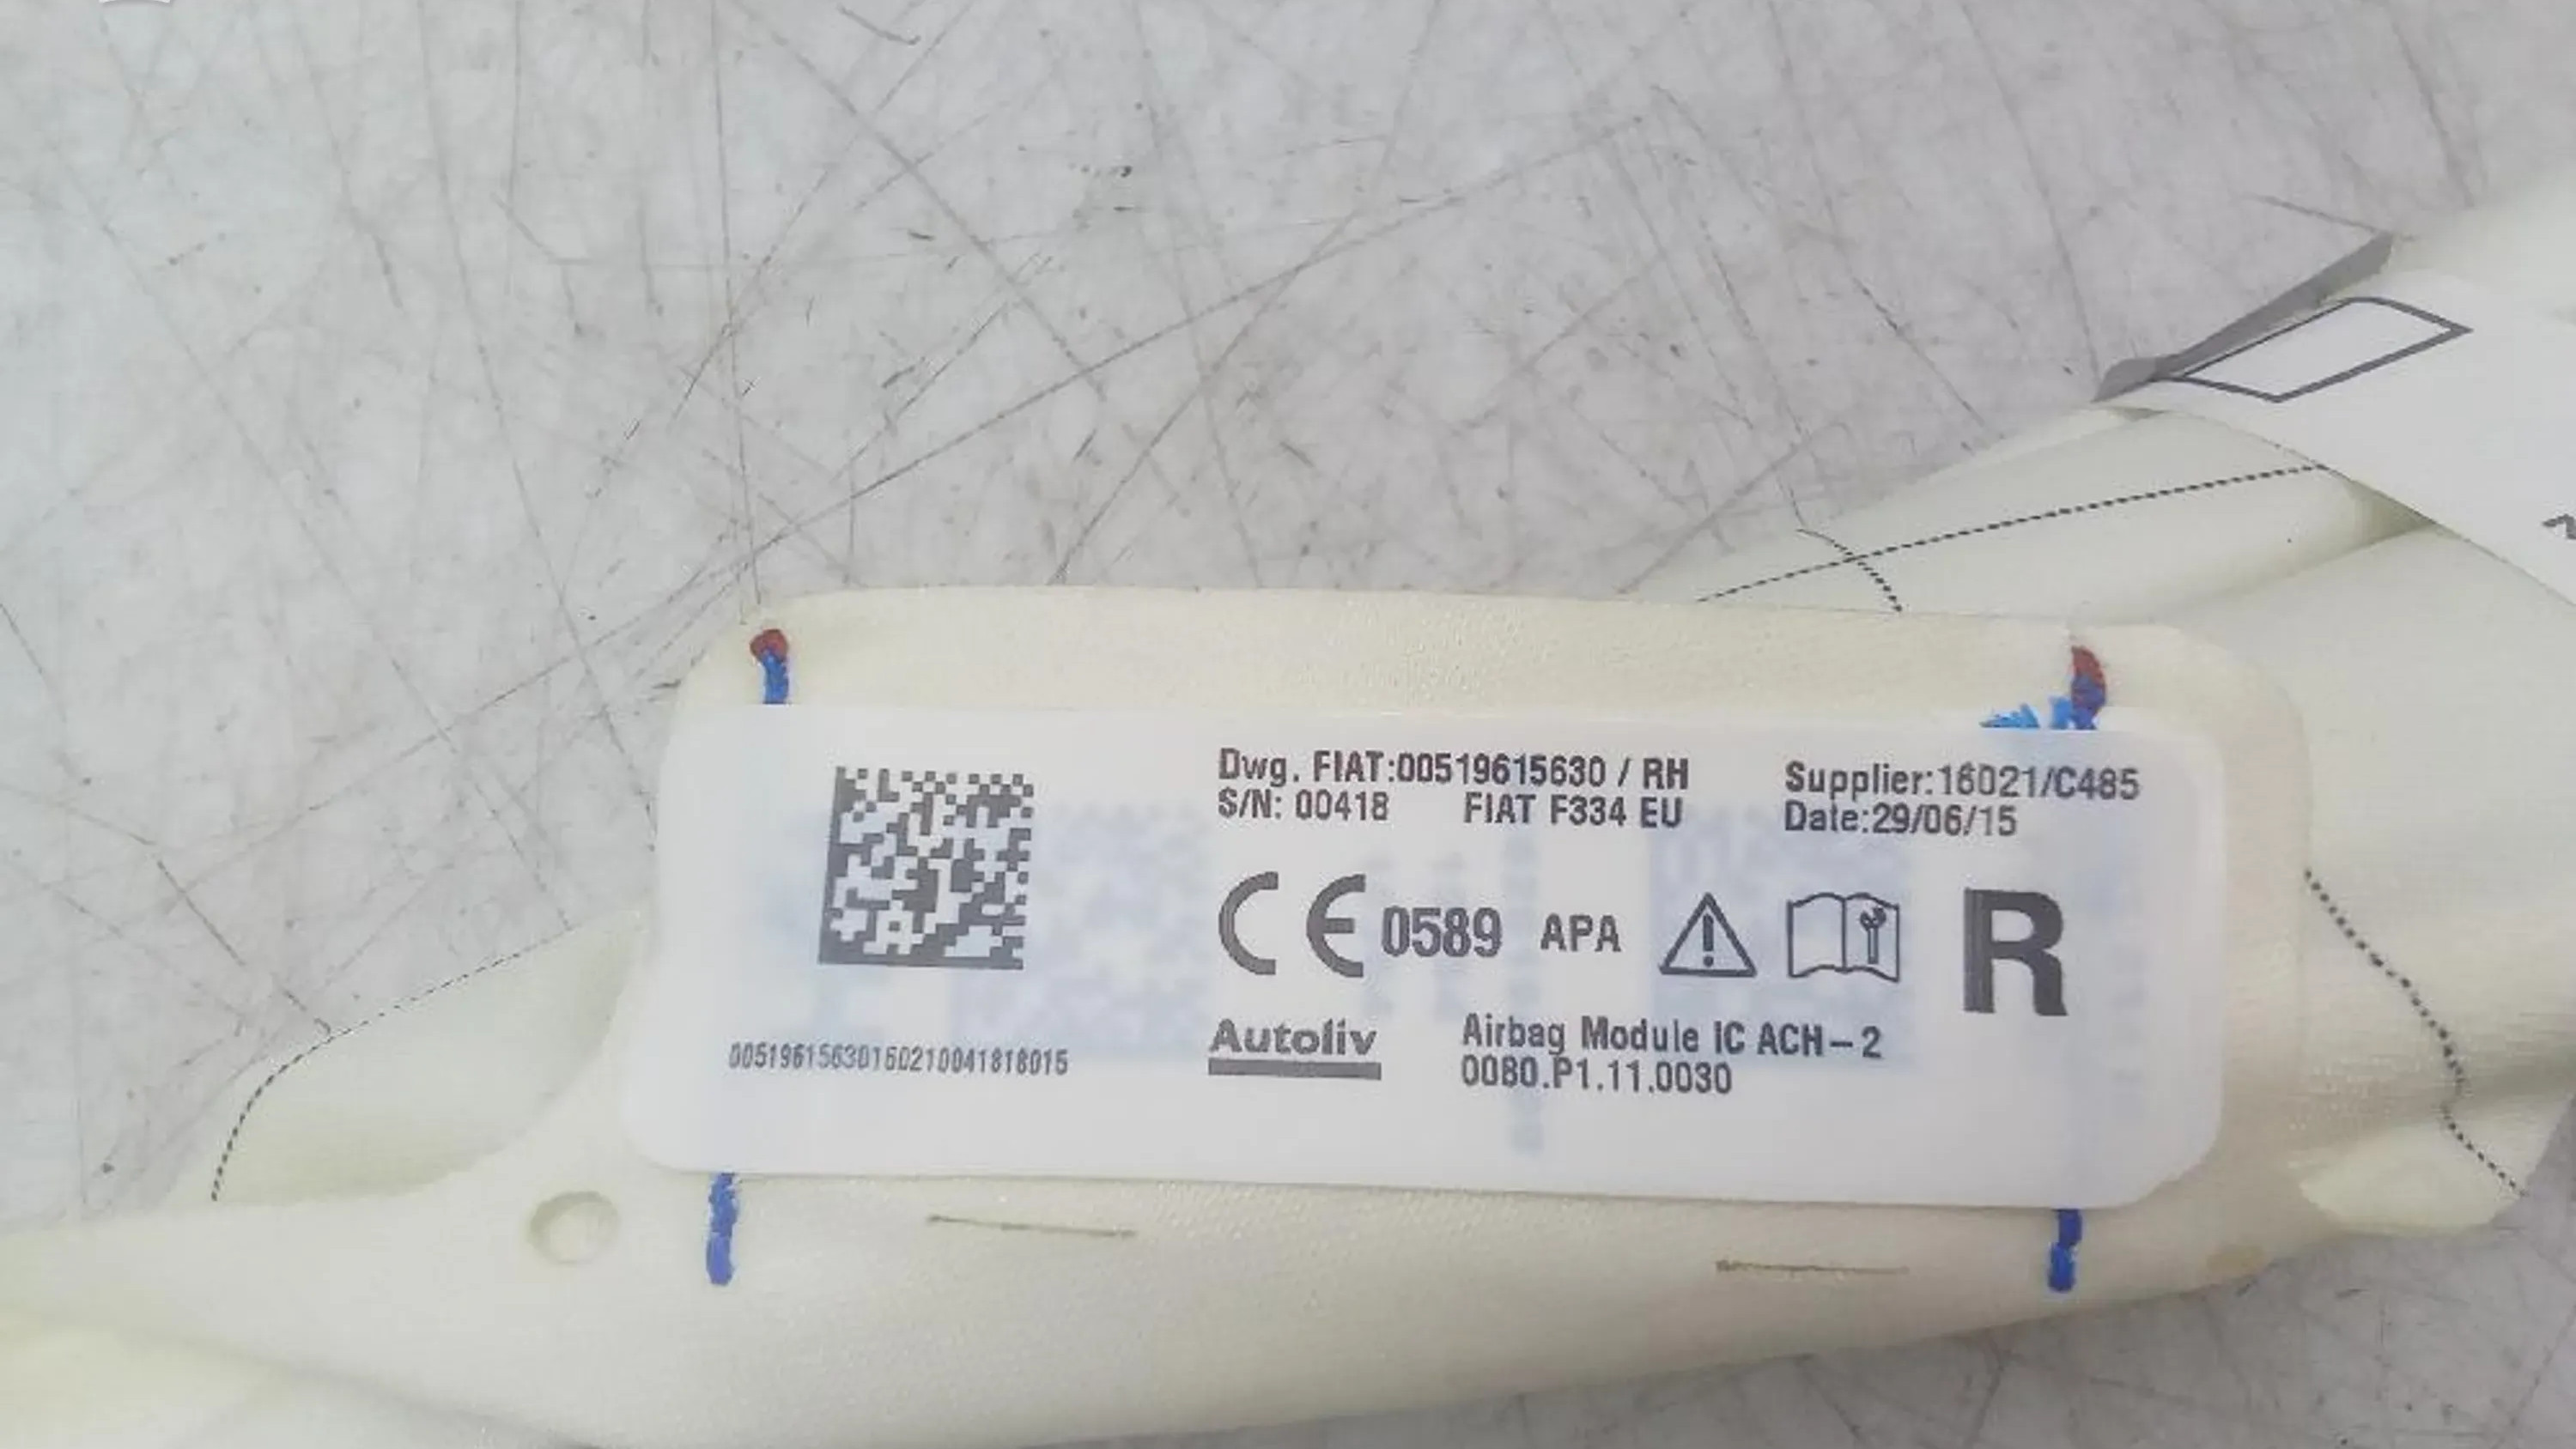 Dwg. FIAT:00519615630 / RH
S/N: 00418 FIAT F334 EU
Supplier:16021/C485
Date:29/06/15
CE 0589 APA
R
Autoliv
Airbag Module IC ACH-2
0080.P1.11.0030
00519615630160210041818015